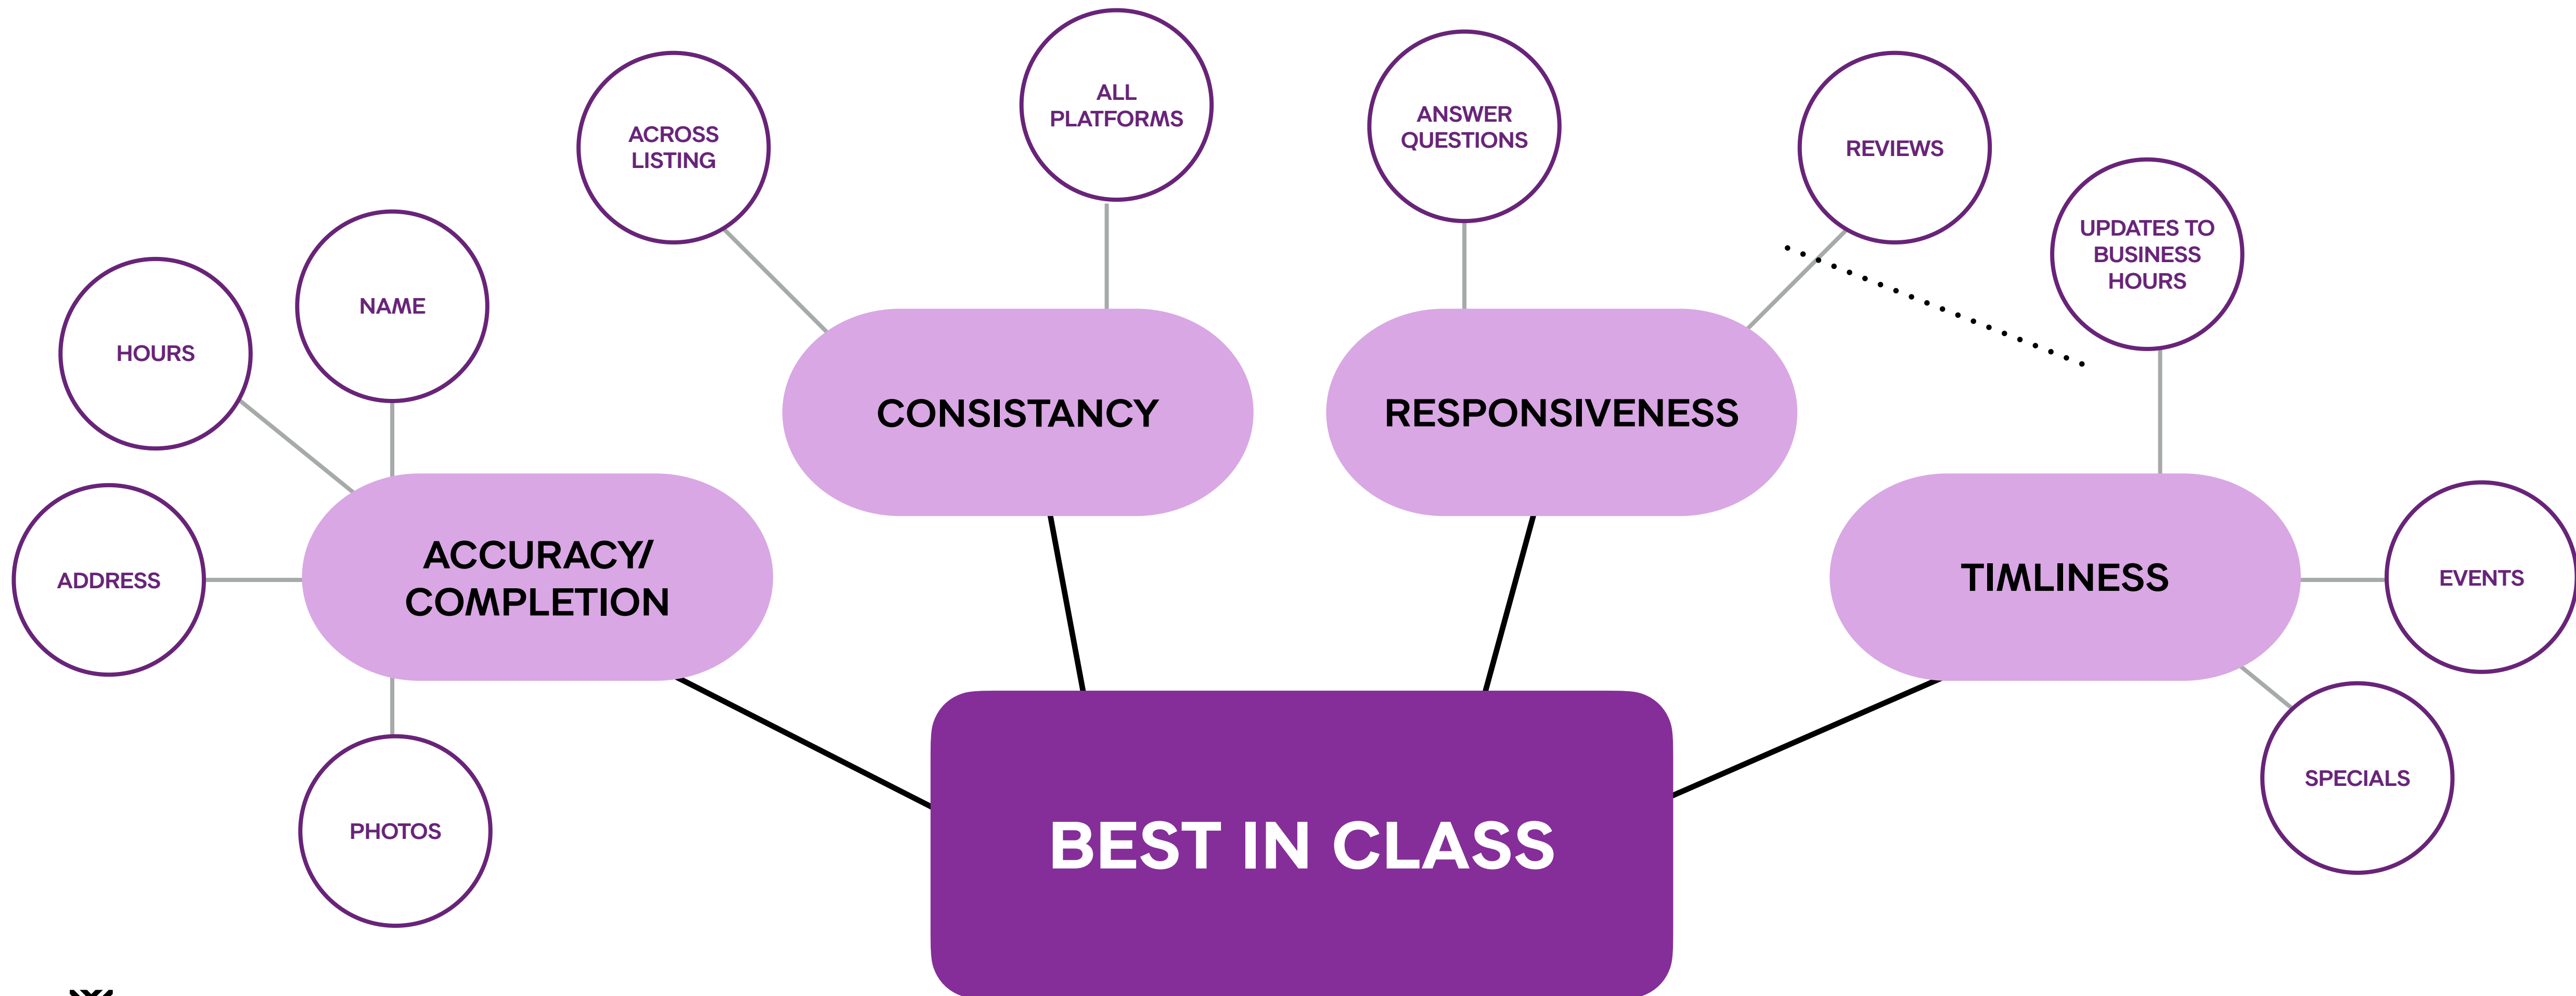 ALL
PLATFORMS
ANSWER
QUESTIONS
ACROSS
LISTING
REVIEWS
UPDATES TO
BUSINESS
HOURS
NAME
HOURS
CONSISTANCY
RESPONSIVENESS
ACCURACY/
COMPLETION
ADDRESS
TIMLINESS
EVENTS
SPECIALS
PHOTOS
BEST IN CLASS